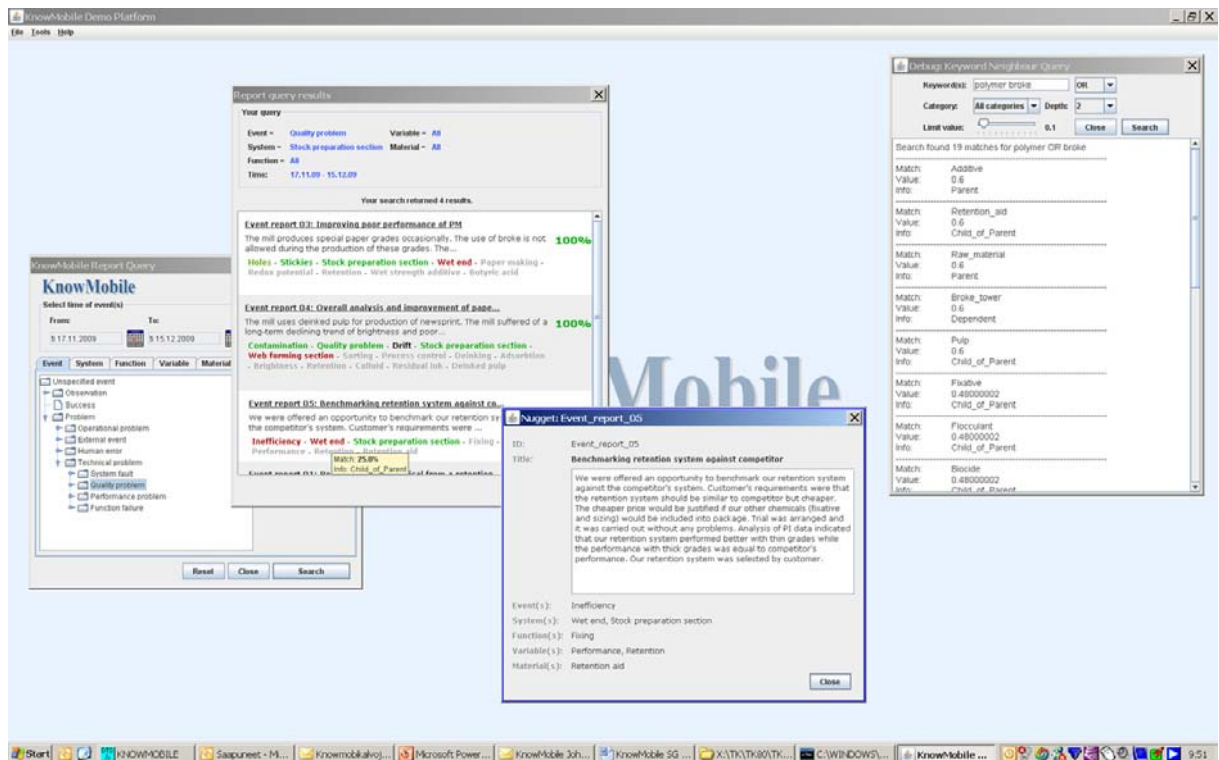 KnowMobile Demo Platform
File Tools Help
Report query results
Your query
Event = Quality problem Variable = All
System = Stock preparation section Material = All
Function = All
Time: 17.11.09 - 15.12.09
Your search returned 4 results.
Event report 03: Improving poor performance of PM
The mill produces special paper grades occasionally. The use of broke is not
allowed during the production of these grades. The...
100%
Holes - Stickies - Stock preparation section - Wet end - Paper making -
Redox potential - Retention - Wet strength additive - Butyric acid
Event report 04: Overall analysis and improvement of pape...
The mill uses deinked pulp for production of newsprint. The mill suffered of a
long-term declining trend of brightness and poor...
100%
Contamination - Quality problem - Drift - Stock preparation section -
Web forming section - Sorting - Process control - Deinking - Adsorbtion
- Brightness - Retention - Colloid - Residual ink - Deinked pulp
Event report 05: Benchmarking retention system against co...
We were offered an opportunity to benchmark our retention sys
the competitor's system. Customer's requirements were ...
Inefficiency - Wet end - Stock preparation section - Fixing -
Performance - Retention - Retention aid
Match: 25.0%
Info: Child_of_Parent
Event report 01:
from a retention
KnowMobile Report Query
KnowMobile
Select time of event(s)
From: To:
17.11.2009 15.12.2009
Event System Function Variable Material
Unspecified event
Observation
Success
Problem
Operational problem
External event
Human error
Technical problem
System fault
Quality problem
Performance problem
Function failure
Reset Close Search
Mobile
Nugget: Event_report_05
ID: Event_report_05
Title: Benchmarking retention system against competitor
We were offered an opportunity to benchmark our retention system
against the competitor's system. Customer's requirements were that
the retention system should be similar to competitor but cheaper.
The cheaper price would be justified if our other chemicals (fixative
and sizing) would be included into package. Trial was arranged and
it was carried out without any problems. Analysis of PI data indicated
that our retention system performed better with thin grades while
the performance with thick grades was equal to competitor's
performance. Our retention system was selected by customer.
Event(s): Inefficiency
System(s): Wet end, Stock preparation section
Function(s): Fixing
Variable(s): Performance, Retention
Material(s): Retention aid
Close
Debug: Keyword Neighbour Query
Keyword(s): polymer broke OR
Category: All categories Depth: 2
Limit value: 0.1 Close Search
Search found 19 matches for polymer OR broke
Match: Additive
Value: 0.6
Info: Parent
Match: Retention_aid
Value: 0.6
Info: Child_of_Parent
Match: Raw_material
Value: 0.6
Info: Parent
Match: Broke_tower
Value: 0.6
Info: Dependent
Match: Pulp
Value: 0.6
Info: Child_of_Parent
Match: Fixative
Value: 0.48000002
Info: Child_of_Parent
Match: Flocculant
Value: 0.48000002
Info: Child_of_Parent
Match: Biocide
Value: 0.48000002
Info: Child_of_Parent
Start KNOWMOBILE Saapuneet - M... Knowmobikalvoj... Microsoft Power... KnowMobile Joh... KnowMobile SG ... X:\TK\TK80\TK... C:\WINDOWS\... KnowMobile ... 9:51